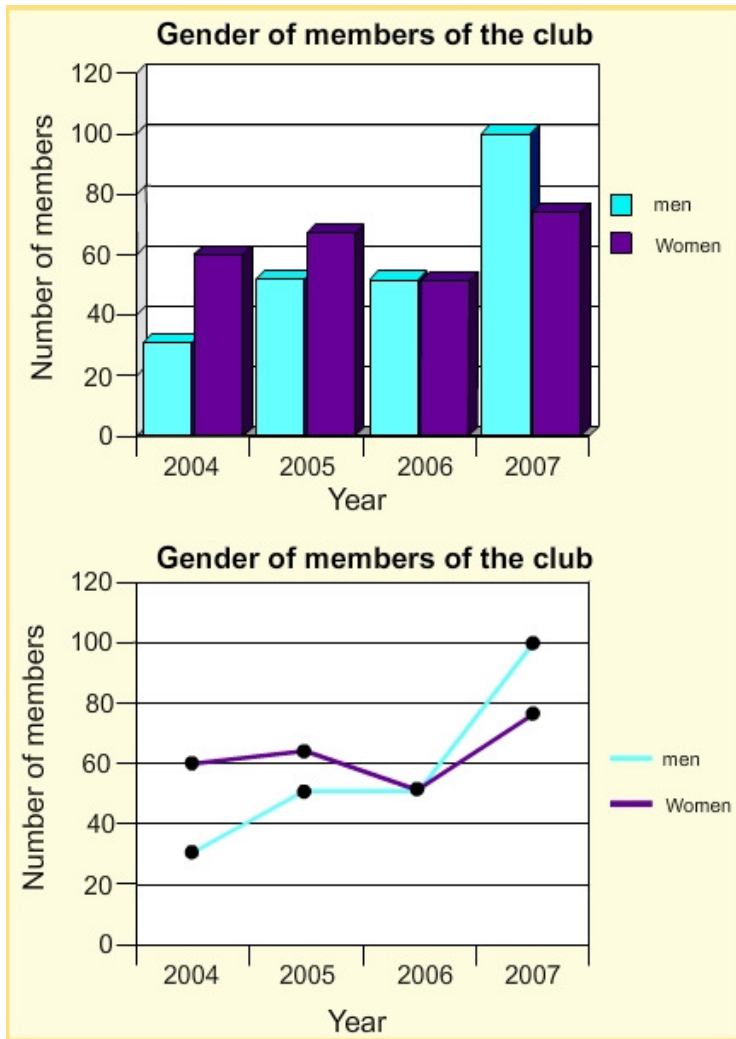 Gender of members of the club
120
100
80
60
40
20
0
Number of members
men
Women
2004 2005 2006 2007
Year
Gender of members of the club
120
100
80
60
40
20
0
Number of members
men
Women
2004 2005 2006 2007
Year